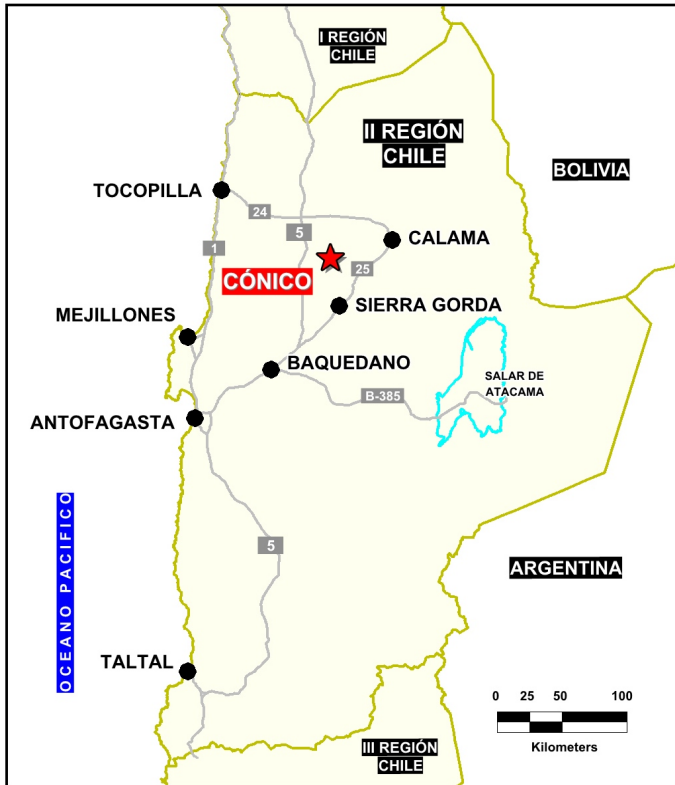 I REGIÓN
CHILE
II REGIÓN
CHILE
BOLIVIA
TOCOPILLA
24
5
1
CALAMA
25
CÓNICO
SIERRA GORDA
MEJILLONES
BAQUEDANO
SALAR DE
ATACAMA
B-385
ANTOFAGASTA
OCEANO PACIFICO
5
ARGENTINA
TALTAL
0 25 50 100
Kilometers
III REGIÓN
CHILE